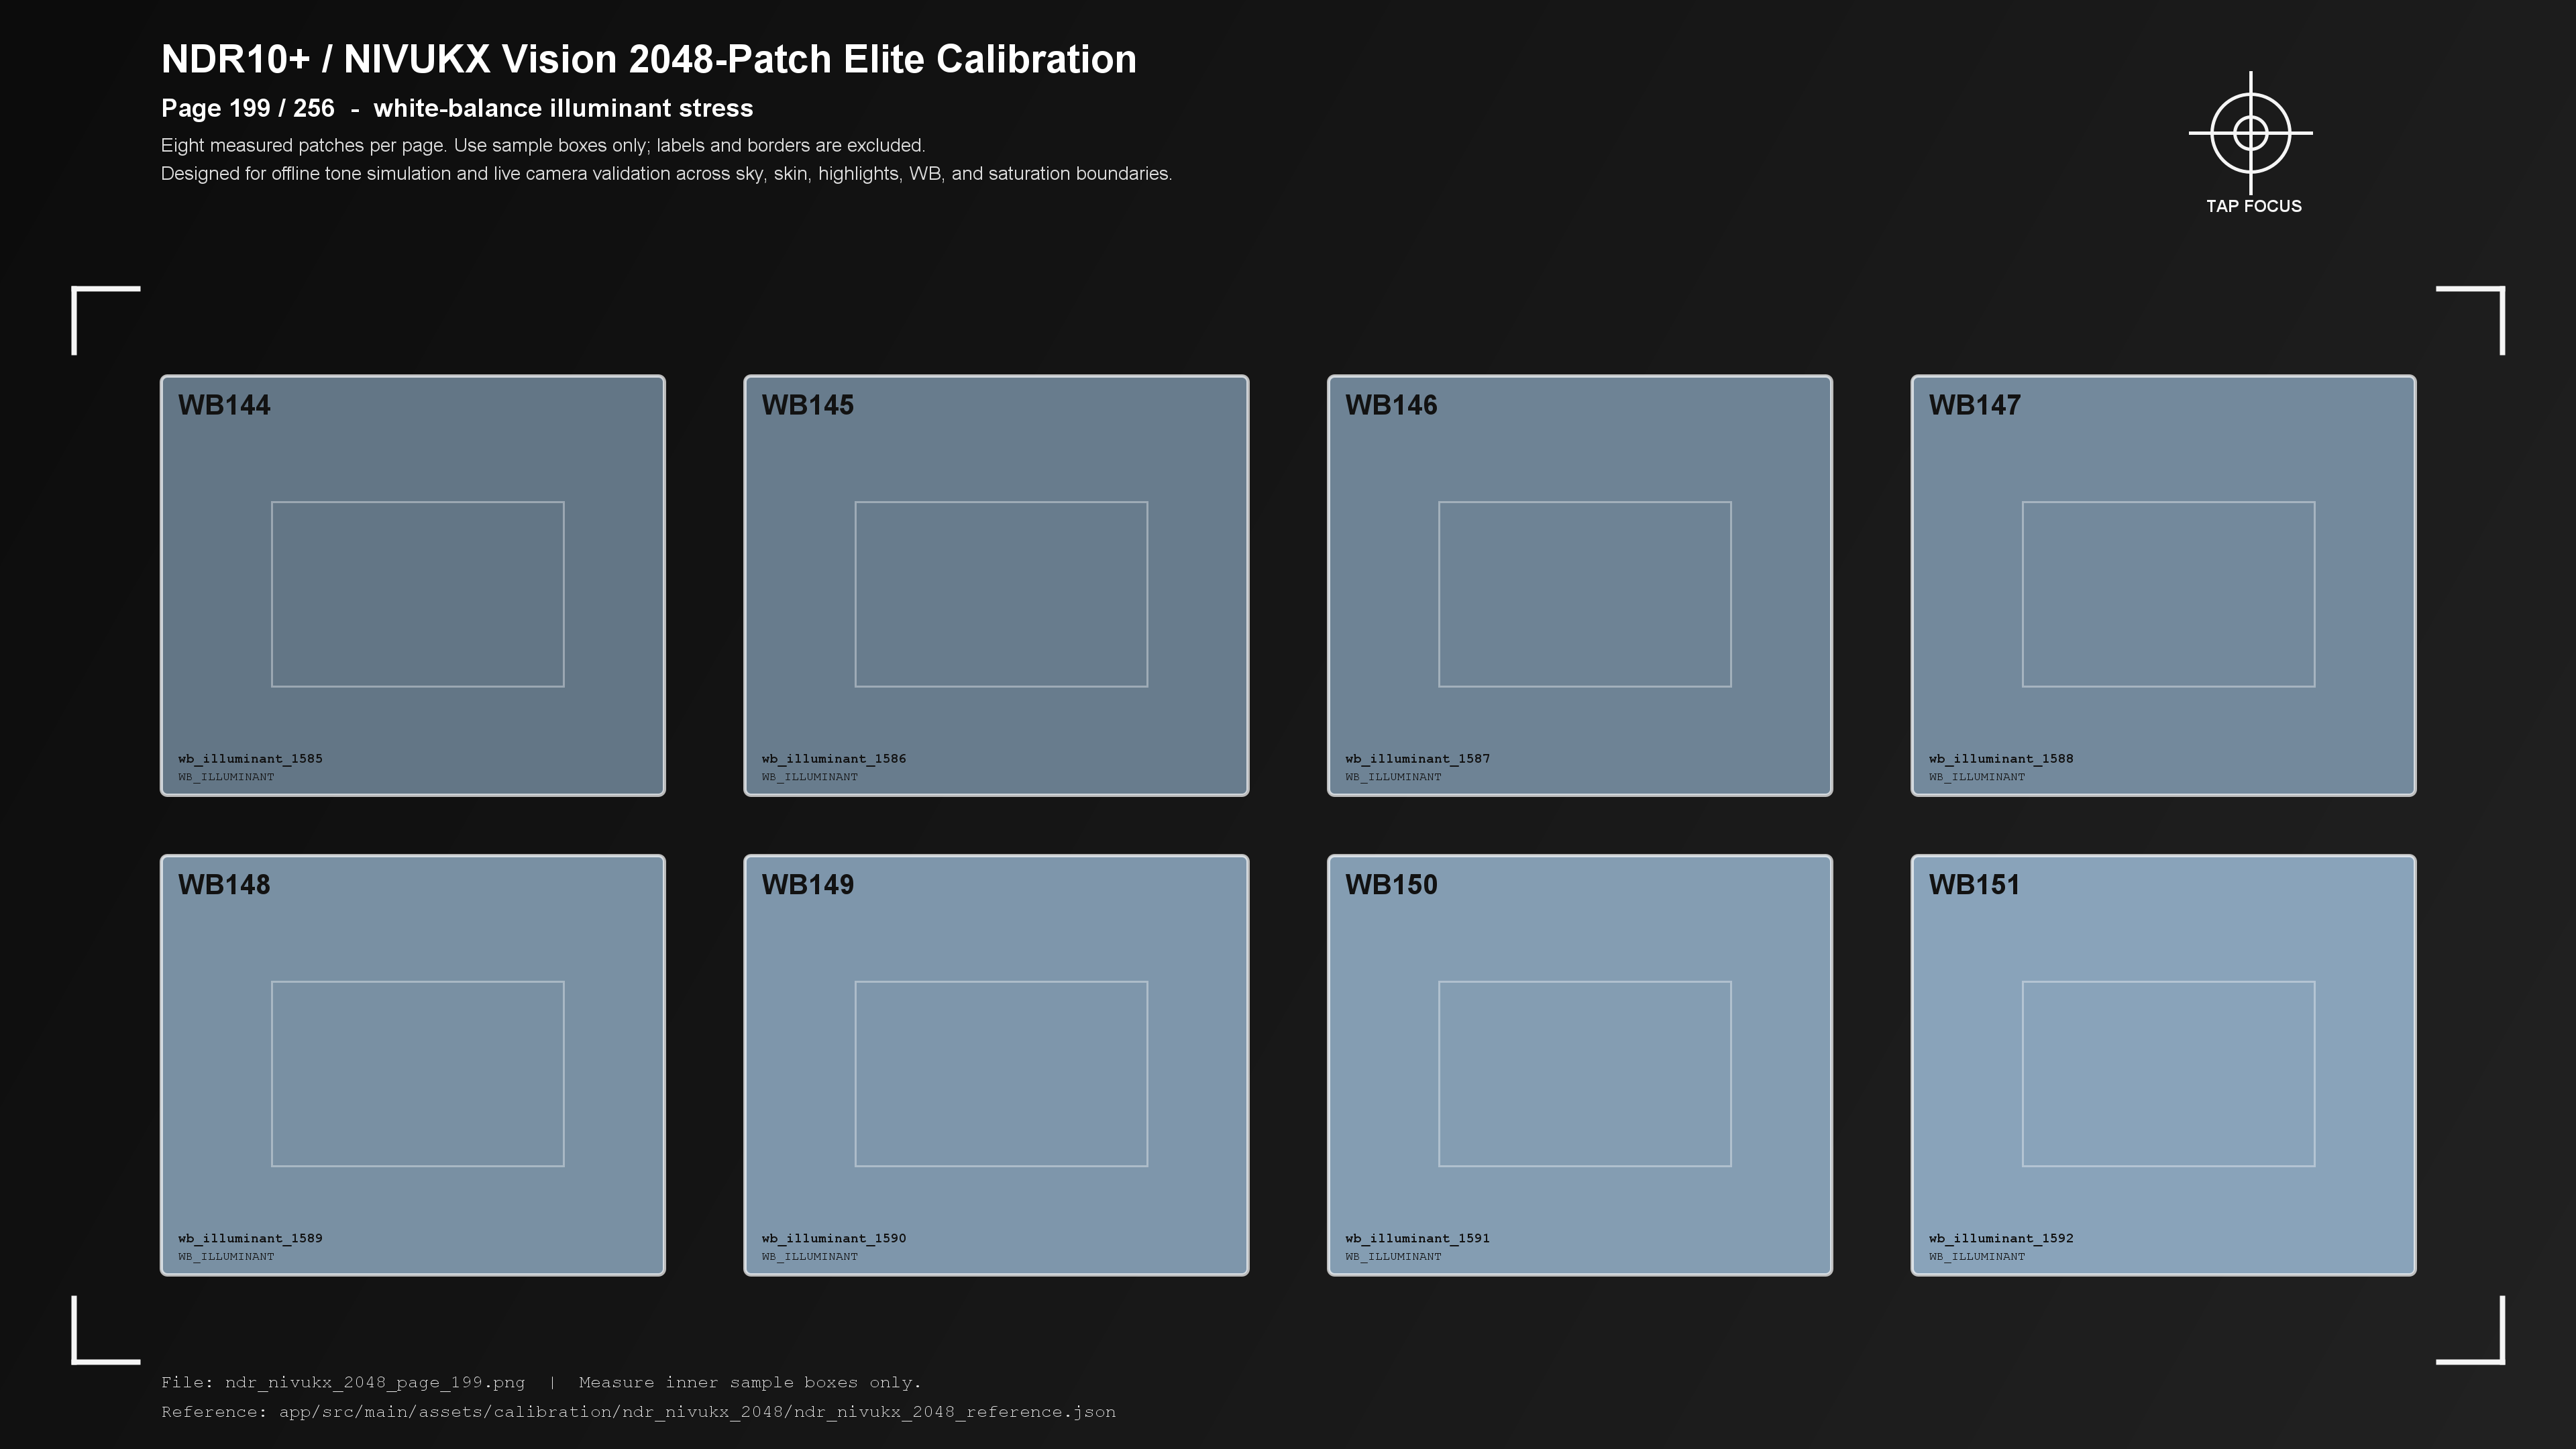 NDR10+ / NIVUKX Vision 2048-Patch Elite Calibration
Page 199 / 256 - white-balance illuminant stress
Eight measured patches per page. Use sample boxes only; labels and borders are excluded.
Designed for offline tone simulation and live camera validation across sky, skin, highlights, WB, and saturation boundaries.
TAP FOCUS
WB144
wb_illuminant_1585
WB_ILLUMINANT
WB145
wb_illuminant_1586
WB_ILLUMINANT
WB146
wb_illuminant_1587
WB_ILLUMINANT
WB147
wb_illuminant_1588
WB_ILLUMINANT
WB148
wb_illuminant_1589
WB_ILLUMINANT
WB149
wb_illuminant_1590
WB_ILLUMINANT
WB150
wb_illuminant_1591
WB_ILLUMINANT
WB151
wb_illuminant_1592
WB_ILLUMINANT
File: ndr_nivukx_2048_page_199.png | Measure inner sample boxes only.
Reference: app/src/main/assets/calibration/ndr_nivukx_2048/ndr_nivukx_2048_reference.json